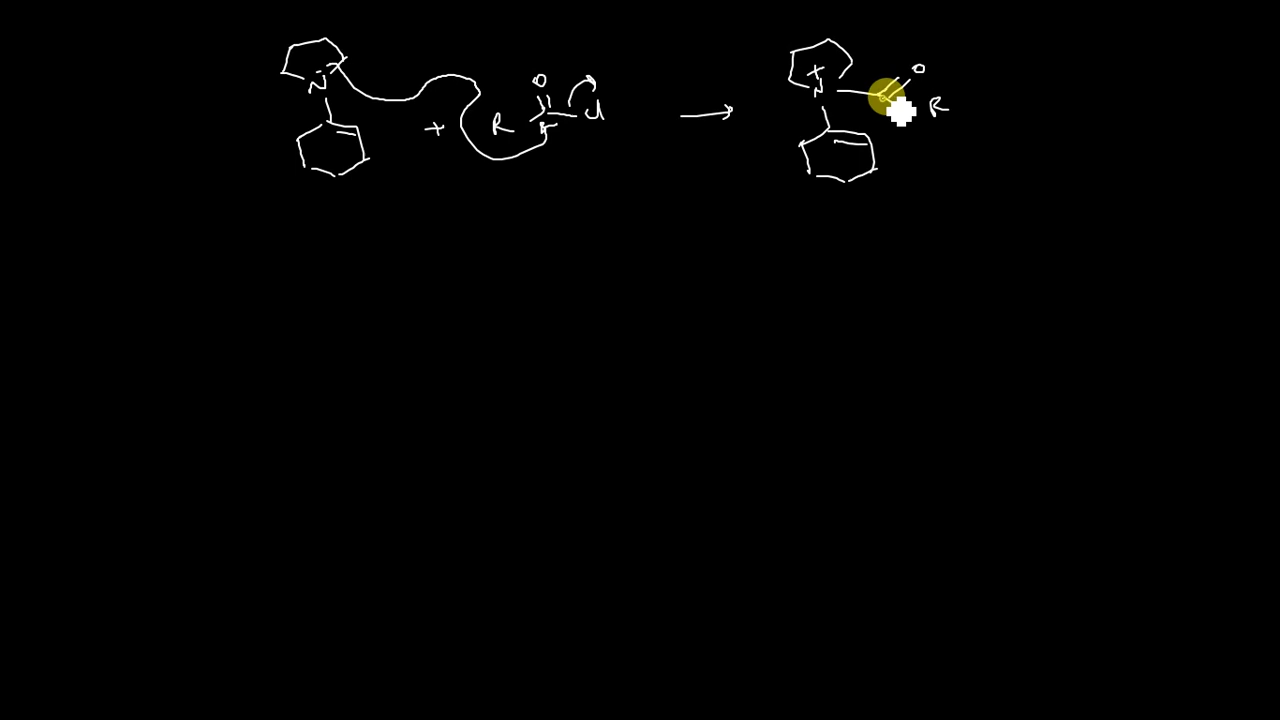 O O
+
N N
+ R C Cl → C R